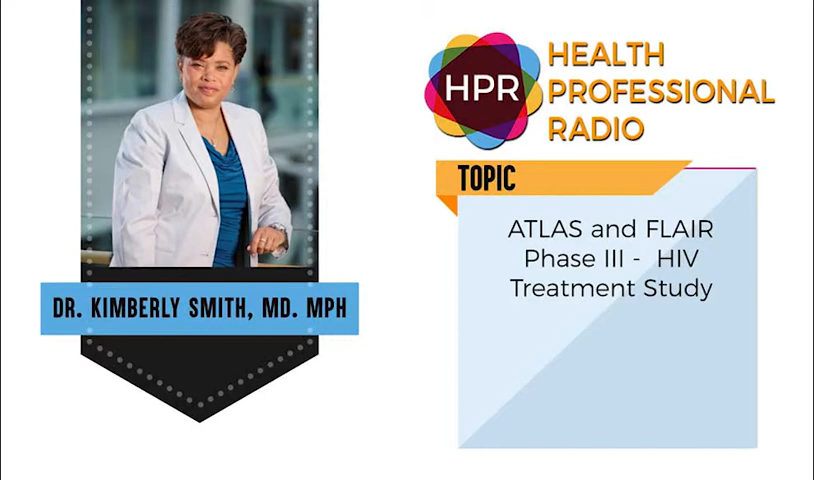 DR. KIMBERLY SMITH, MD. MPH
HPR
HEALTH
PROFESSIONAL
RADIO
TOPIC
ATLAS and FLAIR
Phase III - HIV
Treatment Study